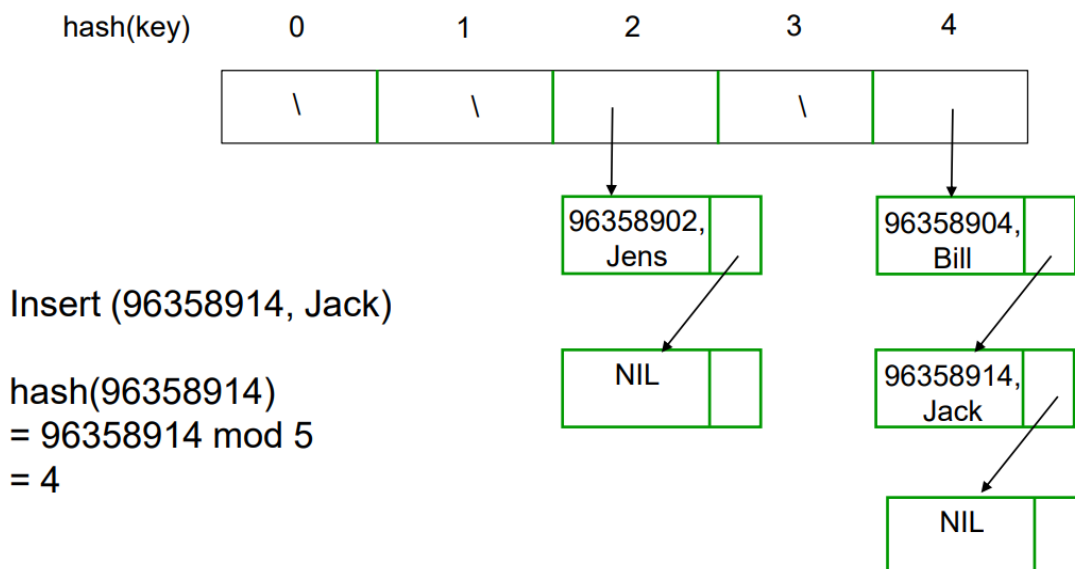 hash(key) 0 1 2 3 4
\ \ \
96358902,
Jens
96358904,
Bill
Insert (96358914, Jack)
NIL
96358914,
Jack
hash(96358914)
= 96358914 mod 5
= 4
NIL